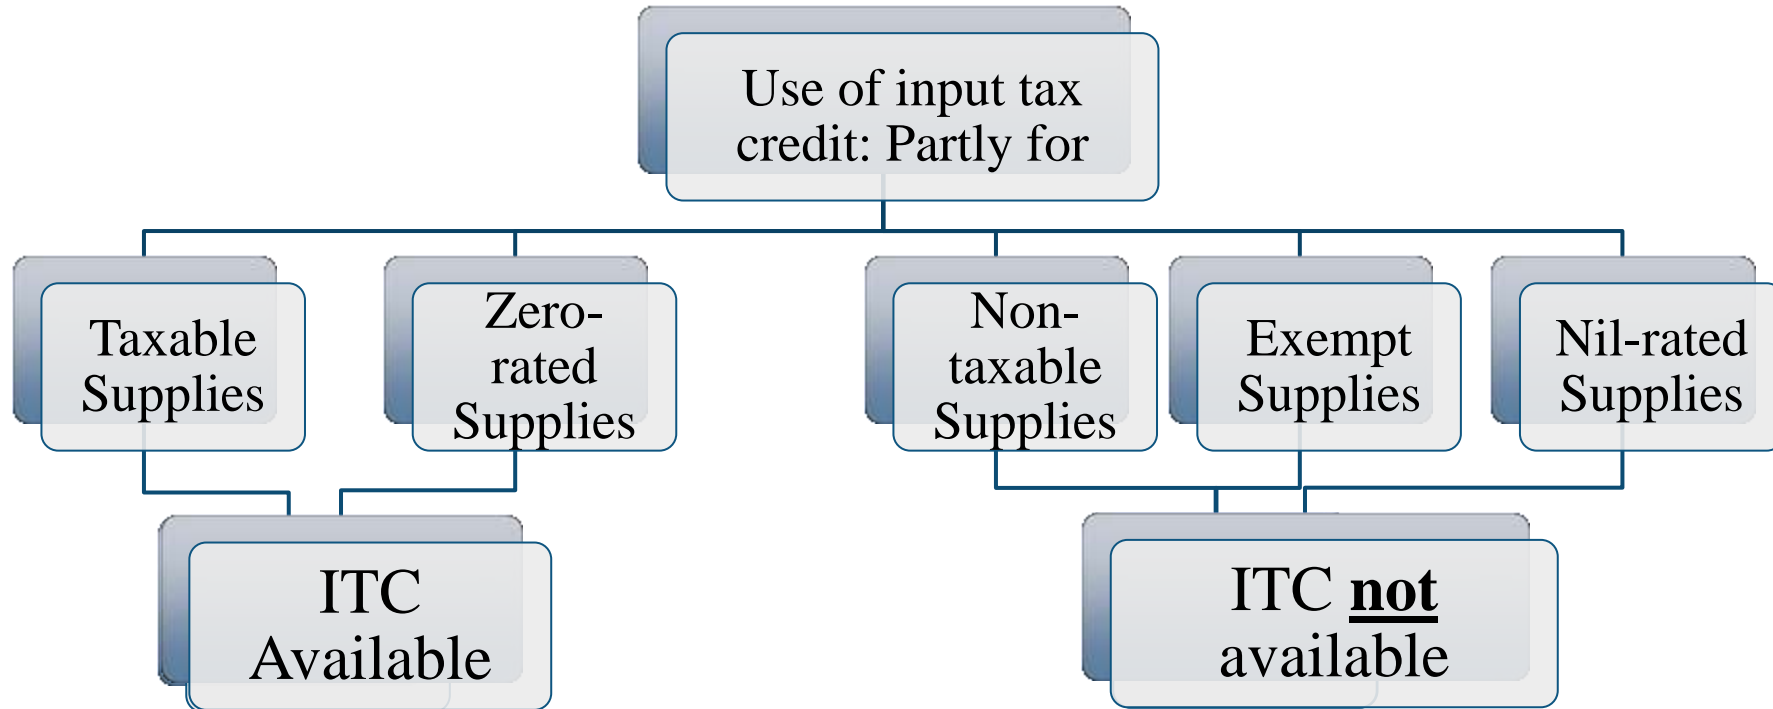 Use of input tax
credit: Partly for
Taxable
Supplies
Zero-
rated
Supplies
Non-
taxable
Supplies
Exempt
Supplies
Nil-rated
Supplies
ITC
Available
ITC not
available